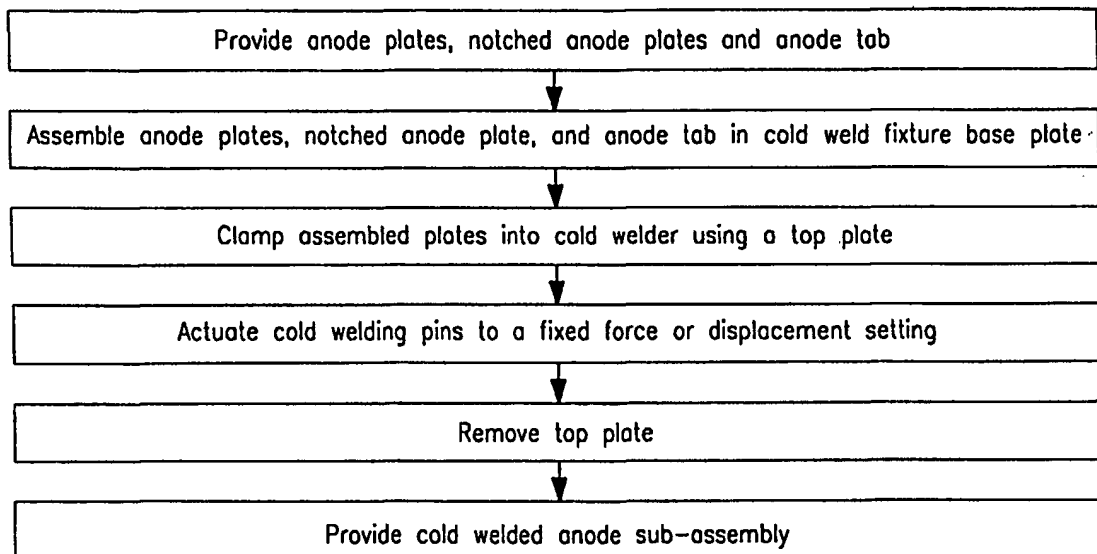 Provide anode plates, notched anode plates and anode tab
Assemble anode plates, notched anode plate, and anode tab in cold weld fixture base plate
Clamp assembled plates into cold welder using a top plate
Actuate cold welding pins to a fixed force or displacement setting
Remove top plate
Provide cold welded anode sub-assembly